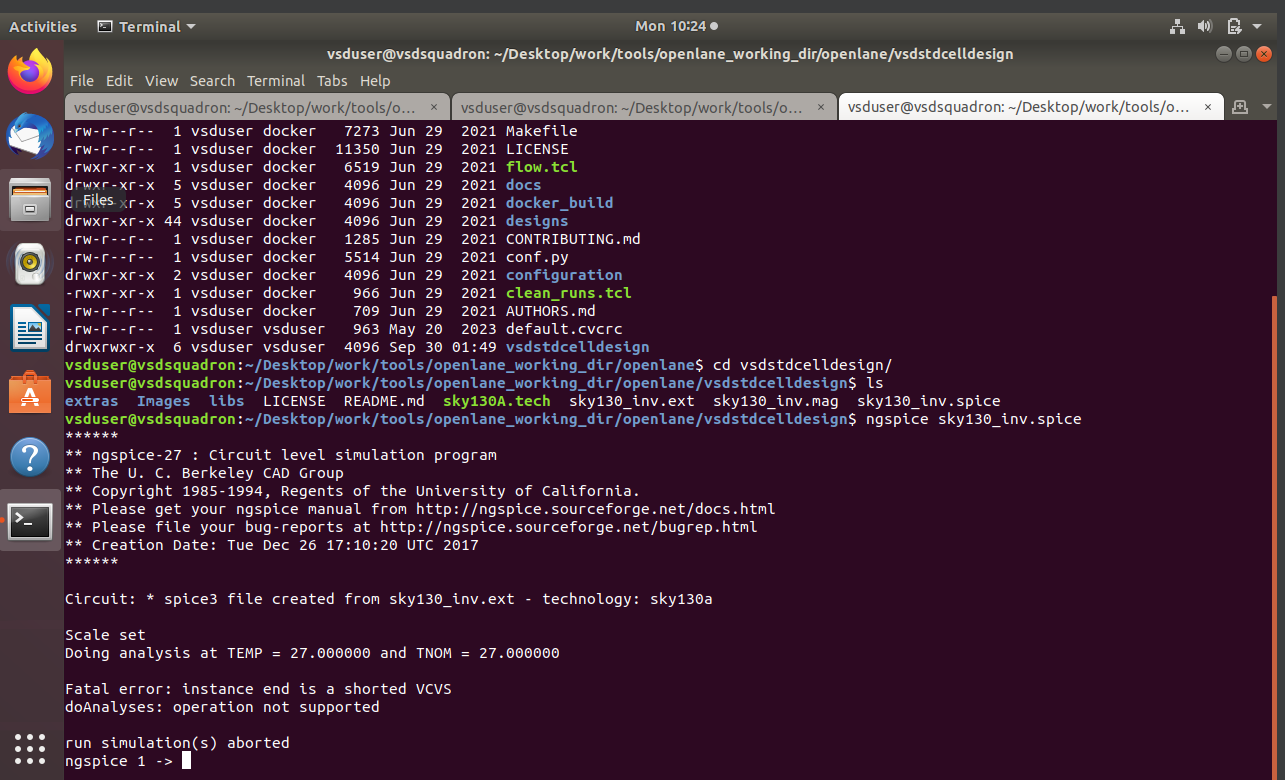 Activities Terminal Mon 10:24
vsduser@vsdsquadron: ~/Desktop/work/tools/openlane_working_dir/openlane/vsdstdcelldesign
File Edit View Search Terminal Tabs Help
vsduser@vsdsquadron: ~/Desktop/work/tools/o... × vsduser@vsdsquadron: ~/Desktop/work/tools/o... × vsduser@vsdsquadron: ~/Desktop/work/tools/o... ×
-rw-r--r-- 1 vsduser docker 7273 Jun 29 2021 Makefile
-rw-r--r-- 1 vsduser docker 11350 Jun 29 2021 LICENSE
-rwxr-xr-x 1 vsduser docker 6519 Jun 29 2021 flow.tcl
drwxr-xr-x 5 vsduser docker 4096 Jun 29 2021 docs
Files
drwxr-xr-x 5 vsduser docker 4096 Jun 29 2021 docker_build
drwxr-xr-x 44 vsduser docker 4096 Jun 29 2021 designs
-rw-r--r-- 1 vsduser docker 1285 Jun 29 2021 CONTRIBUTING.md
-rw-r--r-- 1 vsduser docker 5514 Jun 29 2021 conf.py
drwxr-xr-x 2 vsduser docker 4096 Jun 29 2021 configuration
-rwxr-xr-x 1 vsduser docker 966 Jun 29 2021 clean_runs.tcl
-rw-r--r-- 1 vsduser docker 709 Jun 29 2021 AUTHORS.md
-rw-r--r-- 1 vsduser vsduser 963 May 20 2023 default.cvcrc
drwxrwxr-x 6 vsduser vsduser 4096 Sep 30 01:49 vsdstdcelldesign
vsduser@vsdsquadron:~/Desktop/work/tools/openlane_working_dir/openlane$ cd vsdstdcelldesign/
vsduser@vsdsquadron:~/Desktop/work/tools/openlane_working_dir/openlane/vsdstdcelldesign$ ls
extras Images libs LICENSE README.md sky130A.tech sky130_inv.ext sky130_inv.mag sky130_inv.spice
vsduser@vsdsquadron:~/Desktop/work/tools/openlane_working_dir/openlane/vsdstdcelldesign$ ngspice sky130_inv.spice
******
** ngspice-27 : Circuit level simulation program
** The U. C. Berkeley CAD Group
** Copyright 1985-1994, Regents of the University of California.
** Please get your ngspice manual from http://ngspice.sourceforge.net/docs.html
** Please file your bug-reports at http://ngspice.sourceforge.net/bugrep.html
** Creation Date: Tue Dec 26 17:10:20 UTC 2017
******
Circuit: * spice3 file created from sky130_inv.ext - technology: sky130a
Scale set
Doing analysis at TEMP = 27.000000 and TNOM = 27.000000
Fatal error: instance end is a shorted VCVS
doAnalyses: operation not supported
run simulation(s) aborted
ngspice 1 ->